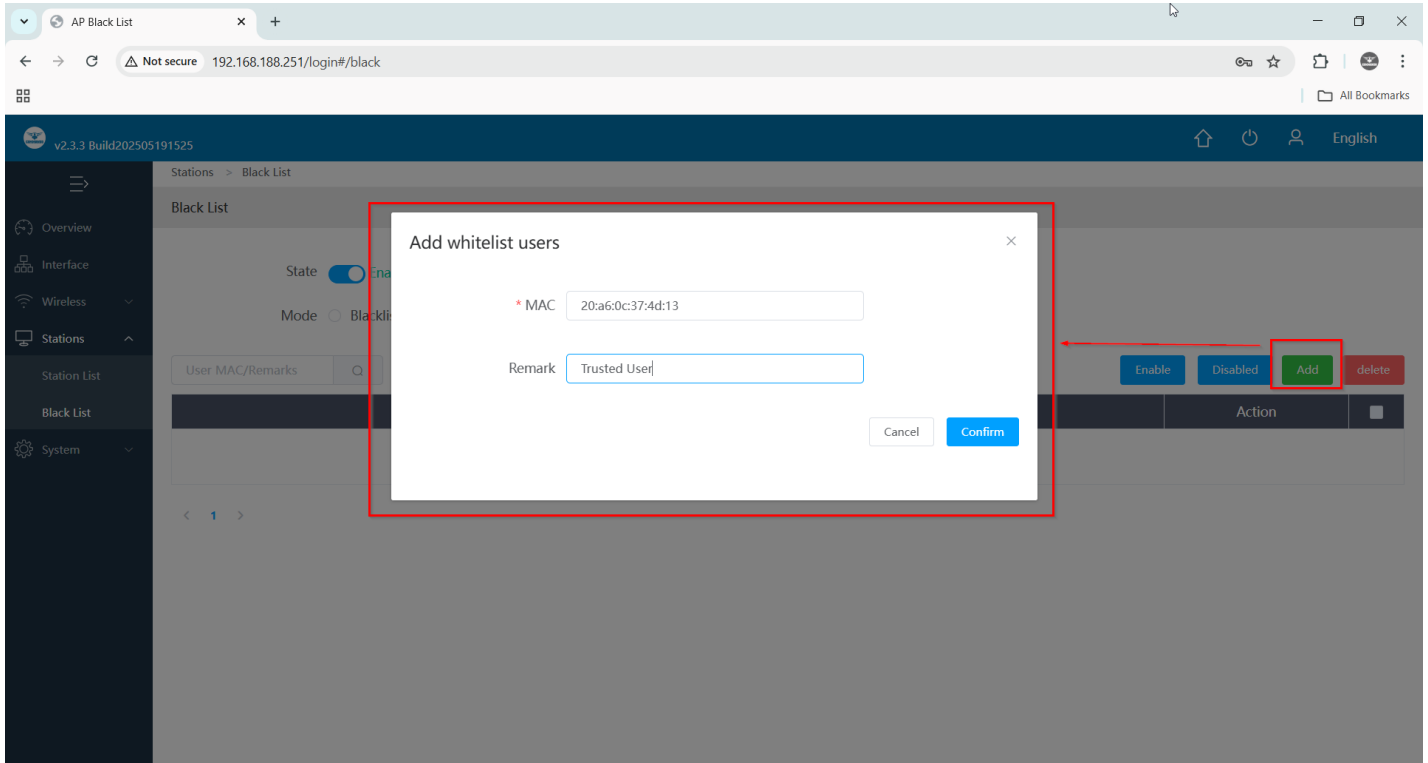 AP Black List
Not secure 192.168.188.251/login#/black
All Bookmarks
v2.3.3 Build202505191525
English
Stations > Black List
Black List
Overview
Interface
Wireless
Stations
Station List
Black List
System
State
Mode
User MAC/Remarks
Enable Disabled Add delete
Action
1
Add whitelist users
* MAC 20:a6:0c:37:4d:13
Remark Trusted User
Cancel Confirm